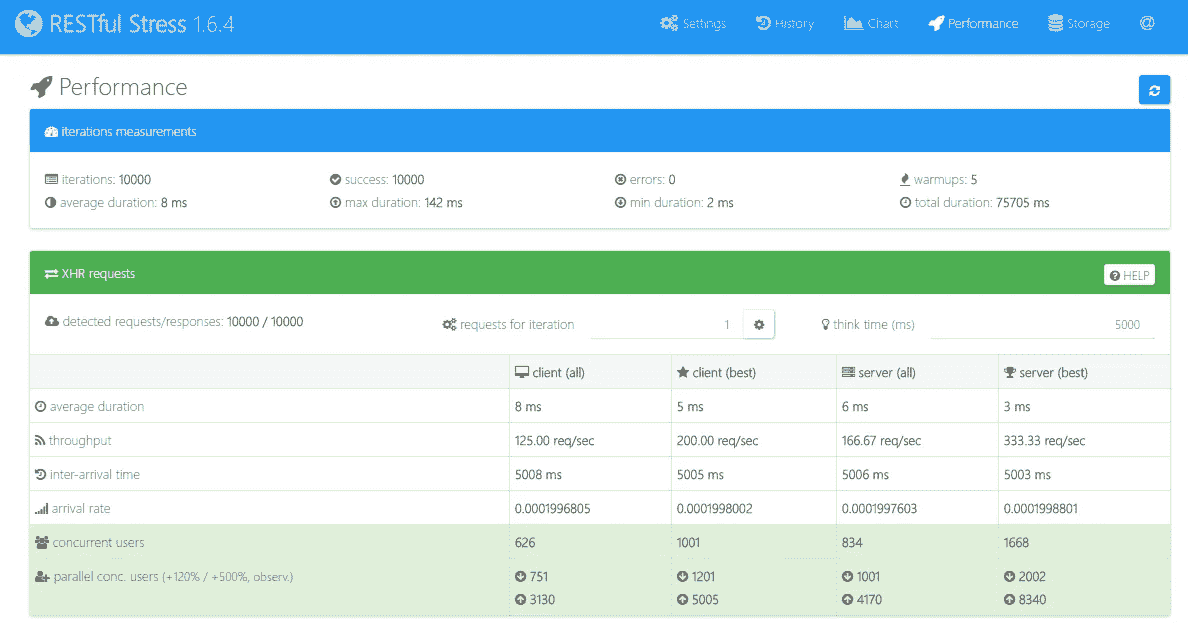 RESTful Stress 1.6.4 Settings History Chart Performance Storage @
Performance
iterations measurements
iterations: 10000 success: 10000 errors: 0 warmups: 5
average duration: 8 ms max duration: 142 ms min duration: 2 ms total duration: 75705 ms
XHR requests HELP
detected requests/responses: 10000 / 10000 requests for iteration 1 think time (ms) 5000
client (all) client (best) server (all) server (best)
average duration 8 ms 5 ms 6 ms 3 ms
throughput 125.00 req/sec 200.00 req/sec 166.67 req/sec 333.33 req/sec
inter-arrival time 5008 ms 5005 ms 5006 ms 5003 ms
arrival rate 0.0001996805 0.0001998002 0.0001997603 0.0001998801
concurrent users 626 1001 834 1668
parallel conc. users (+120% / +500%, observ.) 751 1201 1001 2002
3130 5005 4170 8340